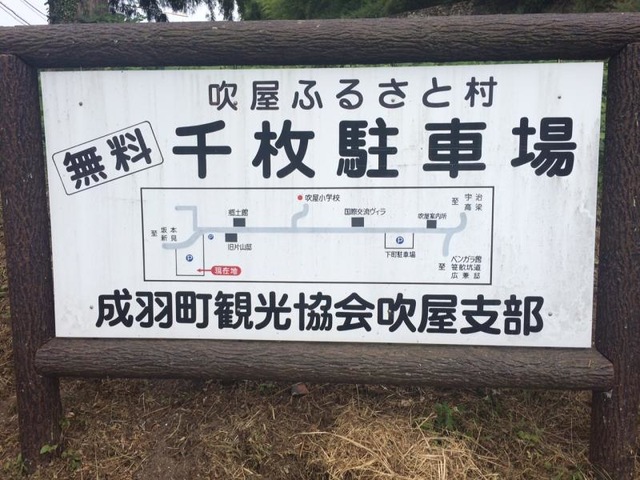 吹屋ふるさと村
無料
千枚駐車場
吹屋小学校
至 宇治
高梁
郷土館
国際交流ヴィラ
吹屋案内所
至 坂本
新見
P
旧片山邸
P
下町駐車場
P
現在地
至 ベンガラ館
笹畝坑道
広兼邸
成羽町観光協会吹屋支部